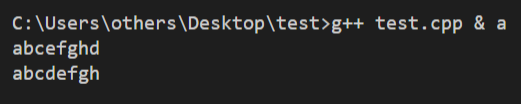 C:\Users\others\Desktop\test>g++ test.cpp & a
abcefghd
abcdefgh